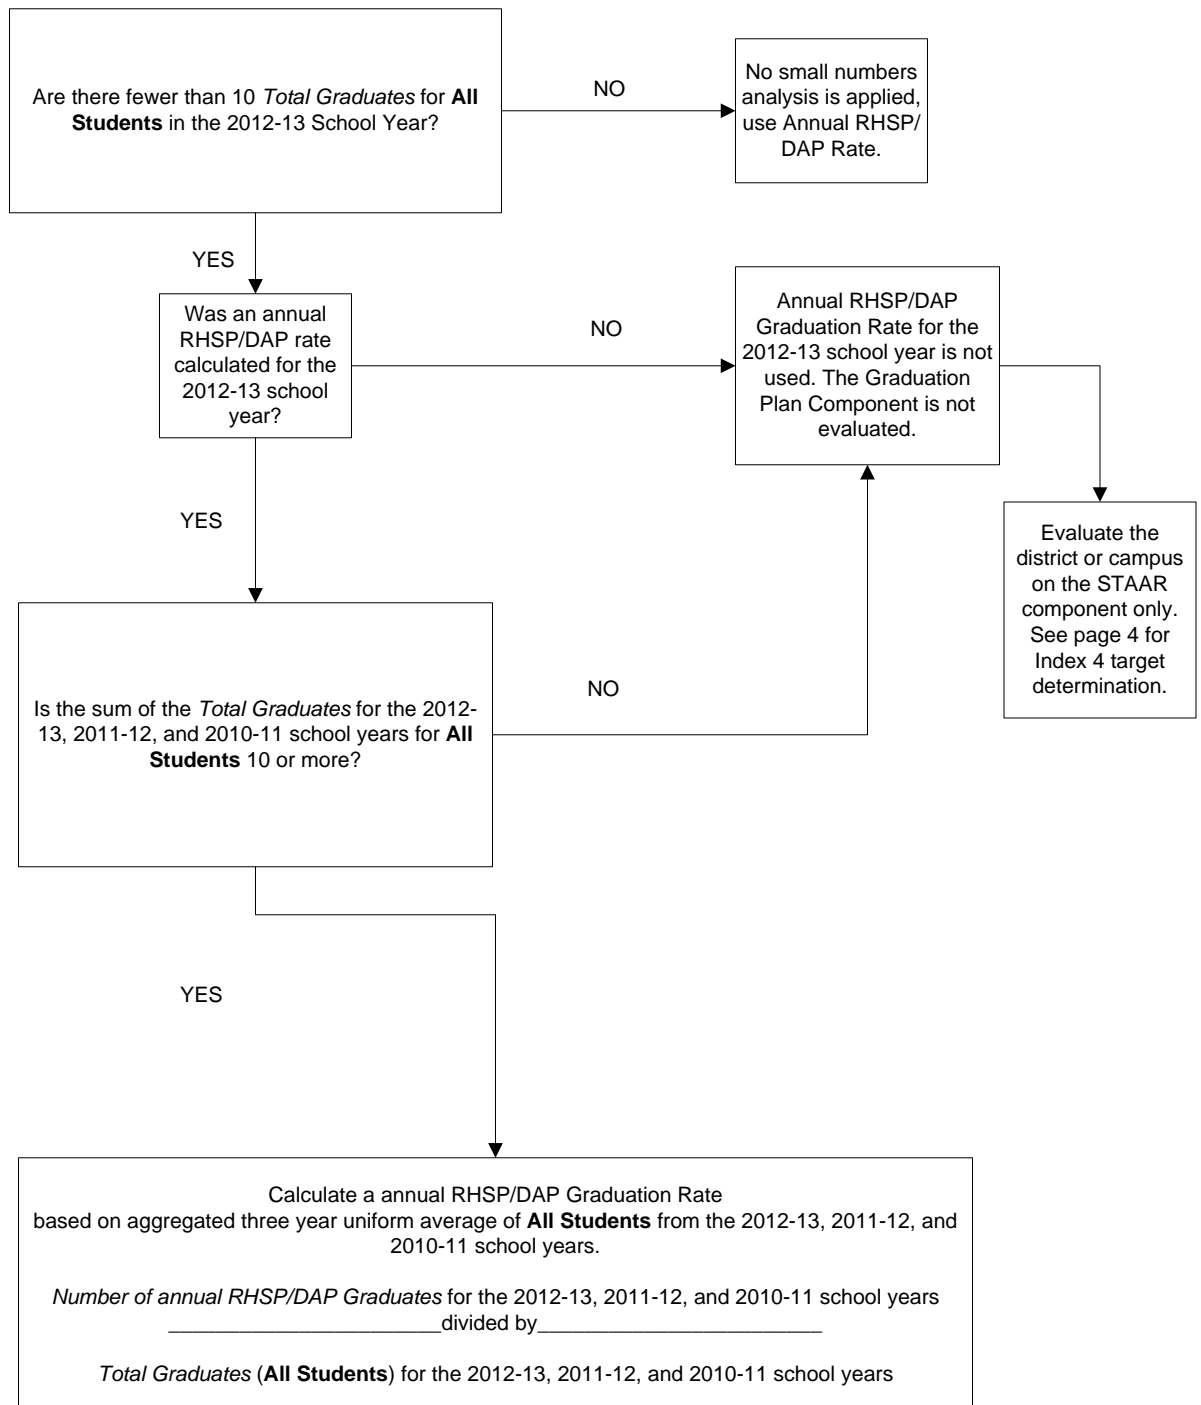 Are there fewer than 10 Total Graduates for All
Students in the 2012-13 School Year?
NO
No small numbers
analysis is applied,
use Annual RHSP/
DAP Rate.
YES
Was an annual
RHSP/DAP rate
calculated for the
2012-13 school
year?
NO
Annual RHSP/DAP
Graduation Rate for the
2012-13 school year is not
used. The Graduation
Plan Component is not
evaluated.
YES
Evaluate the
district or campus
on the STAAR
component only.
See page 4 for
Index 4 target
determination.
Is the sum of the Total Graduates for the 2012-
13, 2011-12, and 2010-11 school years for All
Students 10 or more?
NO
YES
Calculate a annual RHSP/DAP Graduation Rate
based on aggregated three year uniform average of All Students from the 2012-13, 2011-12, and
2010-11 school years.
Number of annual RHSP/DAP Graduates for the 2012-13, 2011-12, and 2010-11 school years
_______________________divided by________________________
Total Graduates (All Students) for the 2012-13, 2011-12, and 2010-11 school years